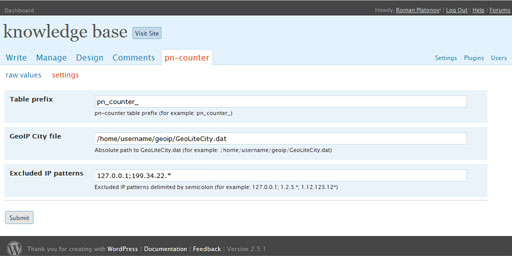 Dashboard Howdy, Roman Platonov! | Log Out | Help | Forums
knowledge base Visit Site
Write Manage Design Comments pn-counter Settings Plugins Users
raw values settings
Table prefix pn_counter_
pn-counter table prefix (for example: pn_counter_)
GeoIP City file /home/username/geoip/GeoLiteCity.dat
Absolute path to GeoLiteCity.dat (for example: /home/username/geoip/GeoLiteCity.dat)
Excluded IP patterns 127.0.0.1;199.34.22.*
Excluded IP patterns delimited by semicolon (for example: 127.0.0.1; 1.2.3.*; 1.12.123.12*)
Submit
Thank you for creating with WordPress | Documentation | Feedback | Version 2.5.1